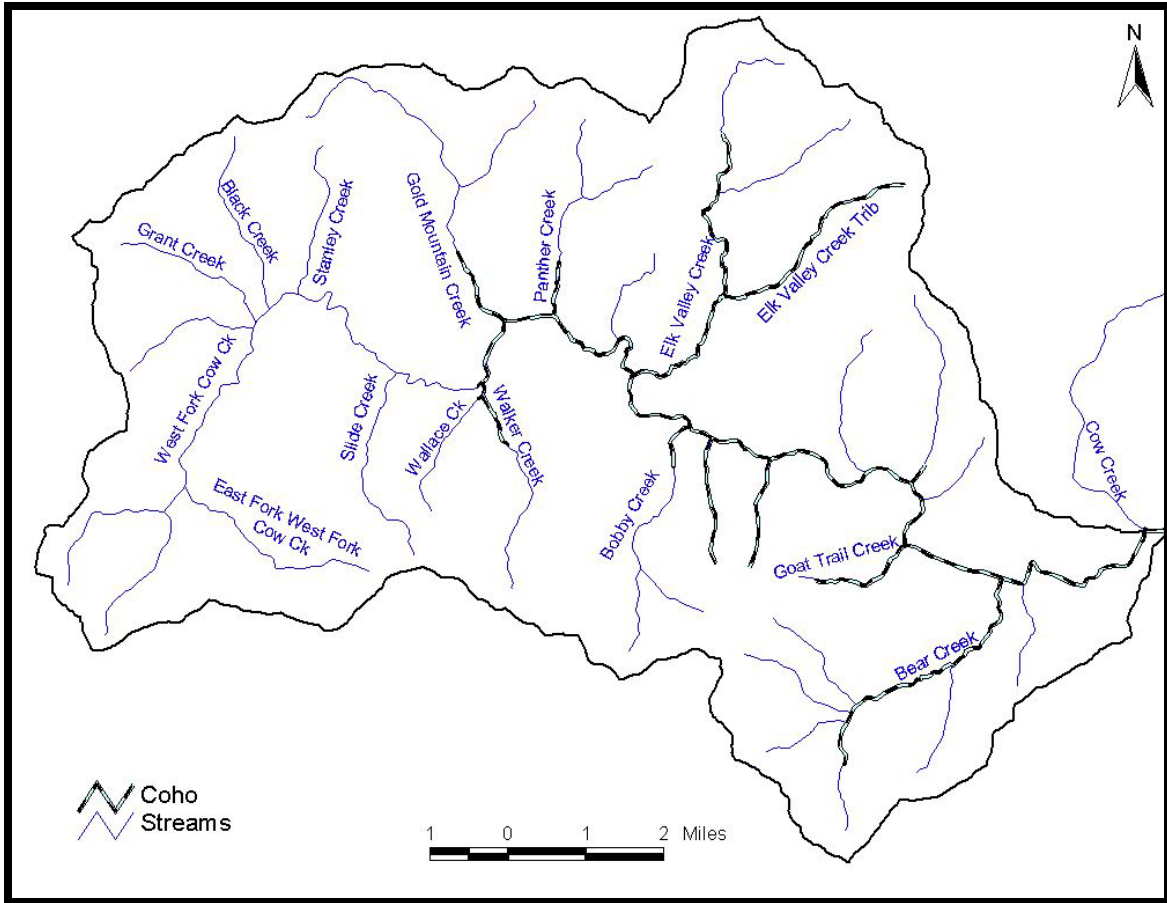 N
Black Creek
Stanley Creek
Grant Creek
Gold Mountain Creek
Panther Creek
Elk Valley Creek
Elk Valley Creek Trib
West Fork Cow Ck
Slide Creek
Wallace Ck
Walker Creek
Cow Creek
East Fork West Fork
Cow Ck
Bobby Creek
Goat Trail Creek
Bear Creek
Coho
Streams
1 0 1 2 Miles